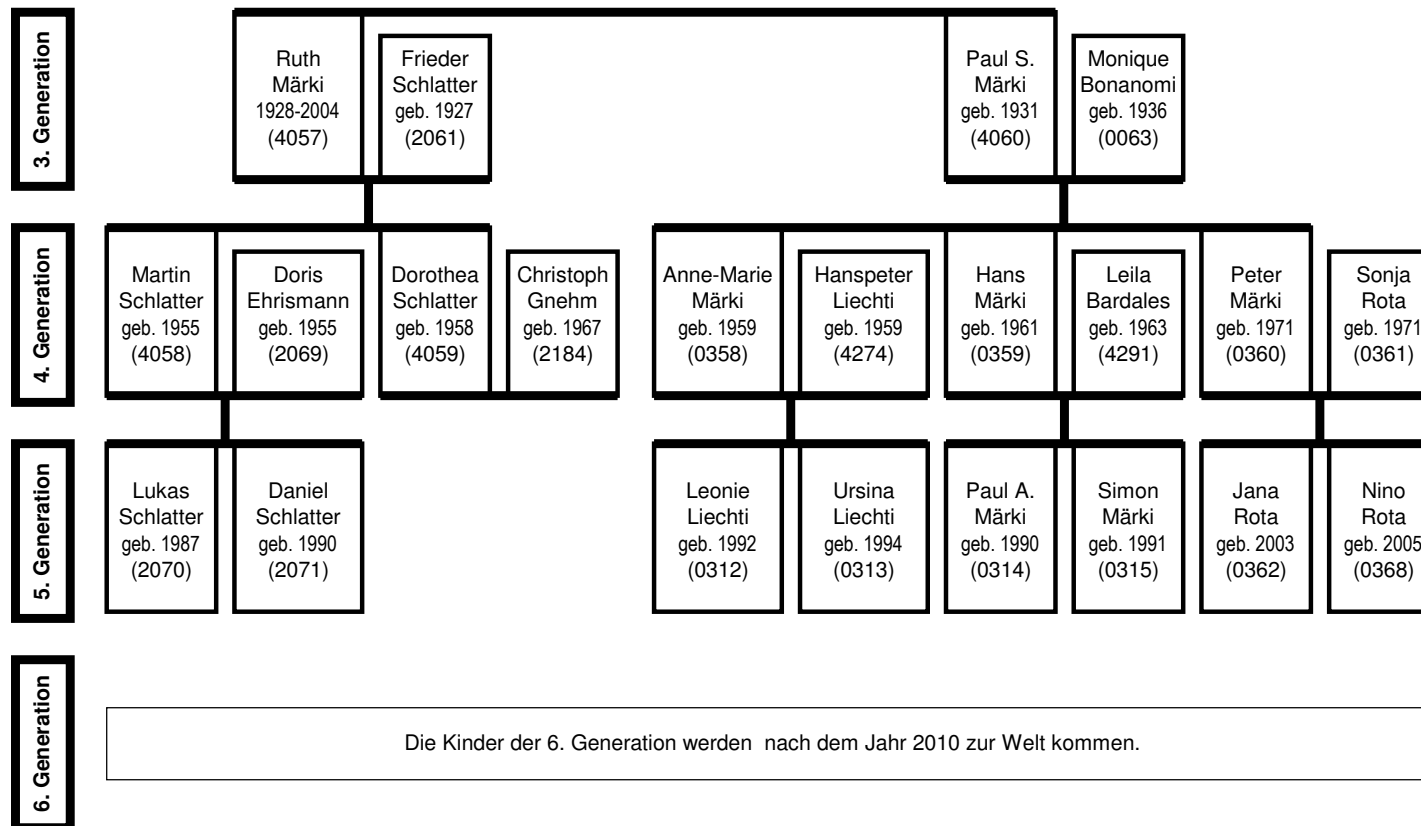 3. Generation
Ruth
Märki
1928-2004
(4057)
Frieder
Schlatter
geb. 1927
(2061)
Paul S.
Märki
geb. 1931
(4060)
Monique
Bonanomi
geb. 1936
(0063)
4. Generation
Martin
Schlatter
geb. 1955
(4058)
Doris
Ehrismann
geb. 1955
(2069)
Dorothea
Schlatter
geb. 1958
(4059)
Christoph
Gnehm
geb. 1967
(2184)
Anne-Marie
Märki
geb. 1959
(0358)
Hanspeter
Liechti
geb. 1959
(4274)
Hans
Märki
geb. 1961
(0359)
Leila
Bardales
geb. 1963
(4291)
Peter
Märki
geb. 1971
(0360)
Sonja
Rota
geb. 1971
(0361)
5. Generation
Lukas
Schlatter
geb. 1987
(2070)
Daniel
Schlatter
geb. 1990
(2071)
Leonie
Liechti
geb. 1992
(0312)
Ursina
Liechti
geb. 1994
(0313)
Paul A.
Märki
geb. 1990
(0314)
Simon
Märki
geb. 1991
(0315)
Jana
Rota
geb. 2003
(0362)
Nino
Rota
geb. 2005
(0368)
6. Generation
Die Kinder der 6. Generation werden  nach dem Jahr 2010 zur Welt kommen.